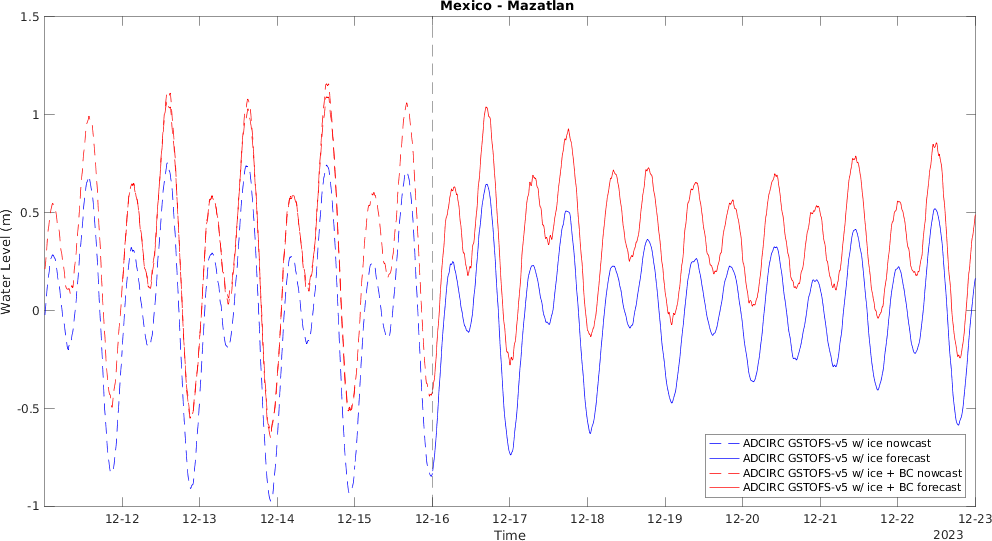 Mexico - Mazatlan
1.5
1
0.5
0
-0.5
-1
Water Level (m)
ADCIRC GSTOFS-v5 w/ ice nowcast
ADCIRC GSTOFS-v5 w/ ice forecast
ADCIRC GSTOFS-v5 w/ ice + BC nowcast
ADCIRC GSTOFS-v5 w/ ice + BC forecast
12-12 12-13 12-14 12-15 12-16 12-17 12-18 12-19 12-20 12-21 12-22 12-23
Time
2023